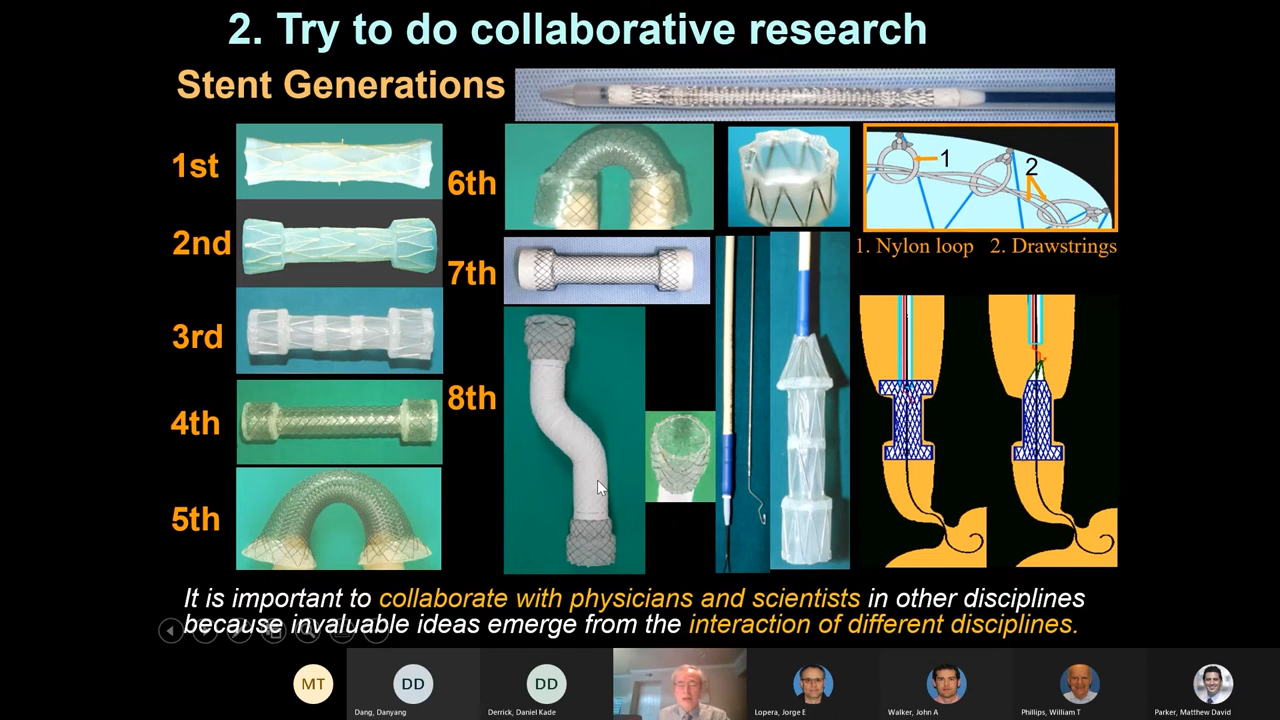 2. Try to do collaborative research
Stent Generations
1st
2nd
3rd
4th
5th
6th
7th
8th
1
2
1. Nylon loop 2. Drawstrings
It is important to collaborate with physicians and scientists in other disciplines
because invaluable ideas emerge from the interaction of different disciplines.
MT
DD
Dang, Danyang
DD
Derrick, Daniel Kade
Lopera, Jorge E
Walker, John A
Phillips, William T
Parker, Matthew David